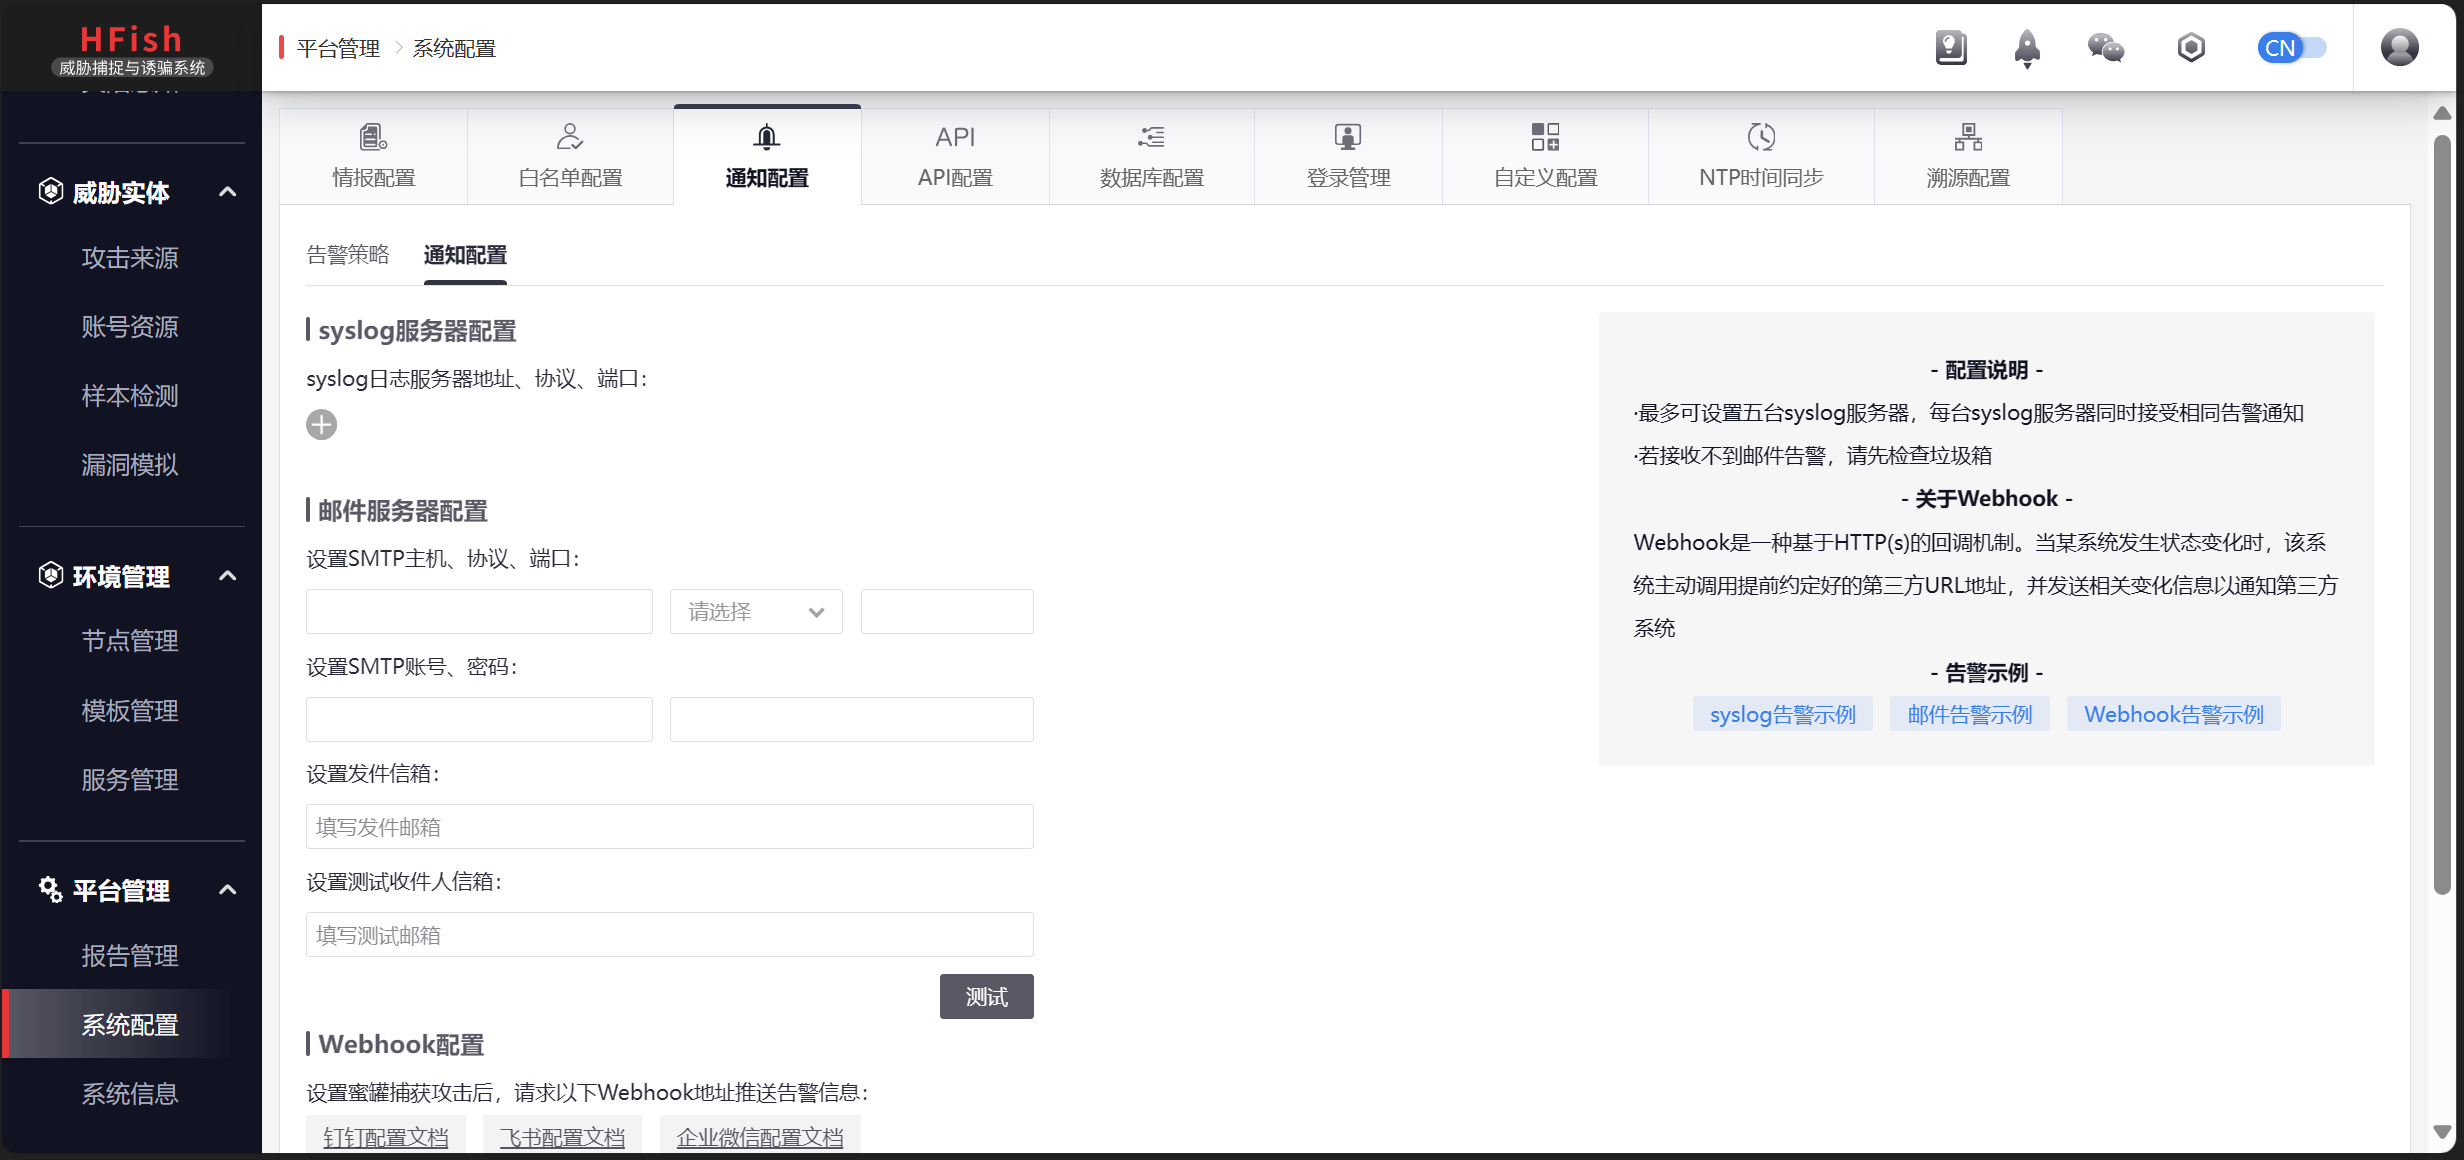 HFish
威胁捕捉与诱骗系统
平台管理
系统配置
CN
威胁实体
攻击来源
账号资源
样本检测
漏洞模拟
环境管理
节点管理
模板管理
服务管理
平台管理
报告管理
系统配置
系统信息
情报配置
白名单配置
通知配置
API
API配置
数据库配置
登录管理
自定义配置
NTP时间同步
溯源配置
告警策略
通知配置
syslog服务器配置
syslog日志服务器地址、协议、端口：
邮件服务器配置
设置SMTP主机、协议、端口：
请选择
设置SMTP账号、密码：
设置发件信箱：
填写发件邮箱
设置测试收件人信箱：
填写测试邮箱
测试
Webhook配置
设置蜜罐捕获攻击后，请求以下Webhook地址推送告警信息：
钉钉配置文档
飞书配置文档
企业微信配置文档
- 配置说明 -
·最多可设置五台syslog服务器，每台syslog服务器同时接受相同告警通知
·若接收不到邮件告警，请先检查垃圾箱
- 关于Webhook -
Webhook是一种基于HTTP(s)的回调机制。当某系统发生状态变化时，该系
统主动调用提前约定好的第三方URL地址，并发送相关变化信息以通知第三方
系统
- 告警示例 -
syslog告警示例
邮件告警示例
Webhook告警示例